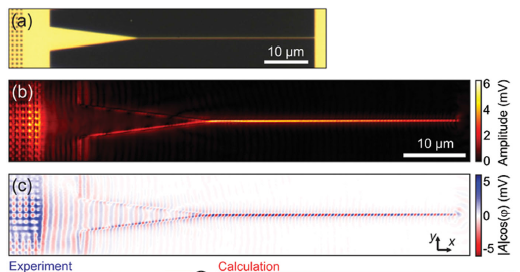 (a)
10 µm
(b)
10 µm
6
4
2
0
Amplitude (mV)
(c)
y
x
5
0
-5
|A|cos(φ) (mV)
Experiment
Calculation